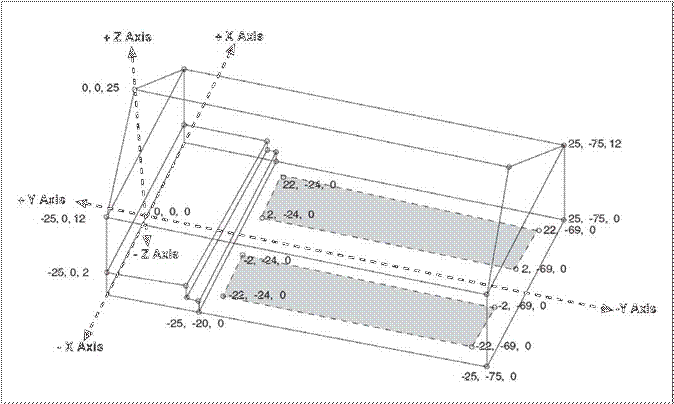 +Z Axis
+X Axis
0, 0, 25
25, -75, 12
22, -24, 0
+Y Axis
0, 0, 0
2, -24, 0
25, -75, 0
-25, 0, 12
22, -69, 0
-Z Axis
-2, -24, 0
-25, 0, 2
2, -69, 0
-22, -24, 0
-2, -69, 0
-Y Axis
-25, -20, 0
-X Axis
-22, -69, 0
-25, -75, 0